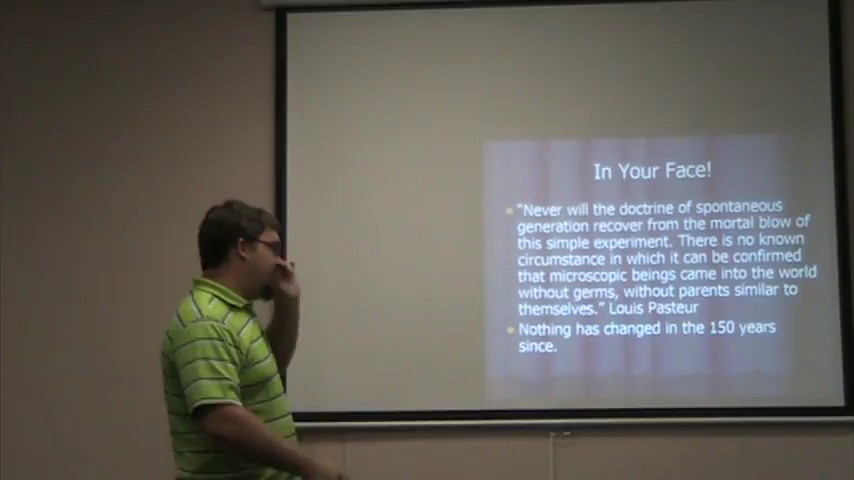 In Your Face!
"Never will the doctrine of spontaneous
generation recover from the mortal blow of
this simple experiment. There is no known
circumstance in which it can be confirmed
that microscopic beings came into the world
without germs, without parents similar to
themselves." Louis Pasteur
Nothing has changed in the 150 years
since.